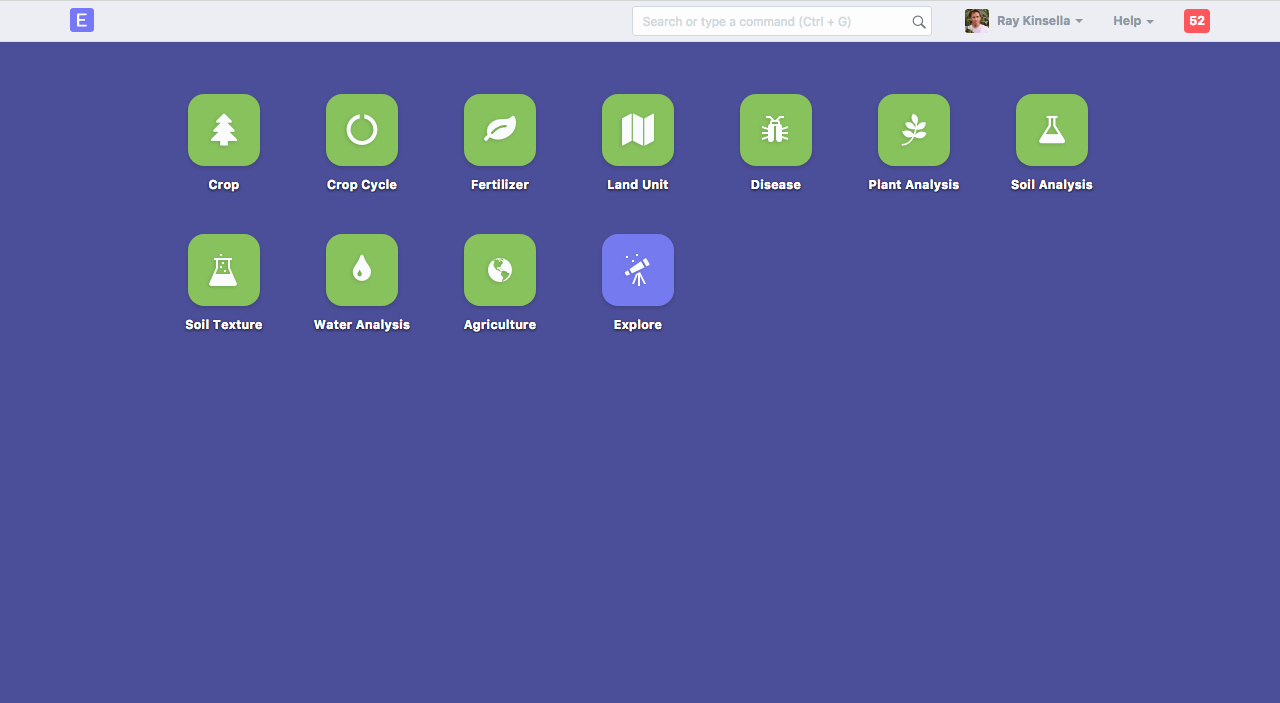 E
Search or type a command (Ctrl + G)
Ray Kinsella
Help
52
Crop
Crop Cycle
Fertilizer
Land Unit
Disease
Plant Analysis
Soil Analysis
Soil Texture
Water Analysis
Agriculture
Explore